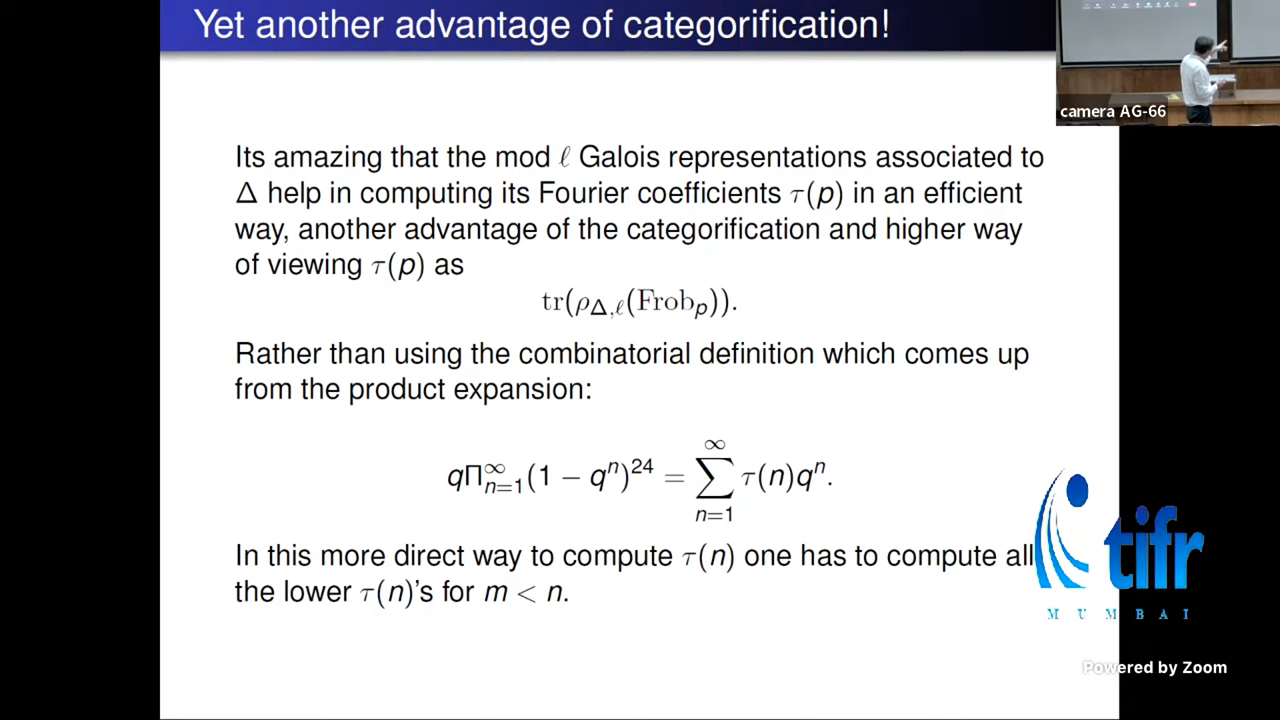 Yet another advantage of categorification!
camera AG-66
Its amazing that the mod ℓ Galois representations associated to
Δ help in computing its Fourier coefficients τ(p) in an efficient
way, another advantage of the categorification and higher way
of viewing τ(p) as
tr(ρ_{Δ,ℓ}(Frob_p)).
Rather than using the combinatorial definition which comes up
from the product expansion:
qΠ_{n=1}^{∞}(1 − q^n)^{24} = ∑_{n=1}^{∞} τ(n)q^n.
In this more direct way to compute τ(n) one has to compute all
the lower τ(n)'s for m < n.
tifr
MUMBAI
Powered by Zoom